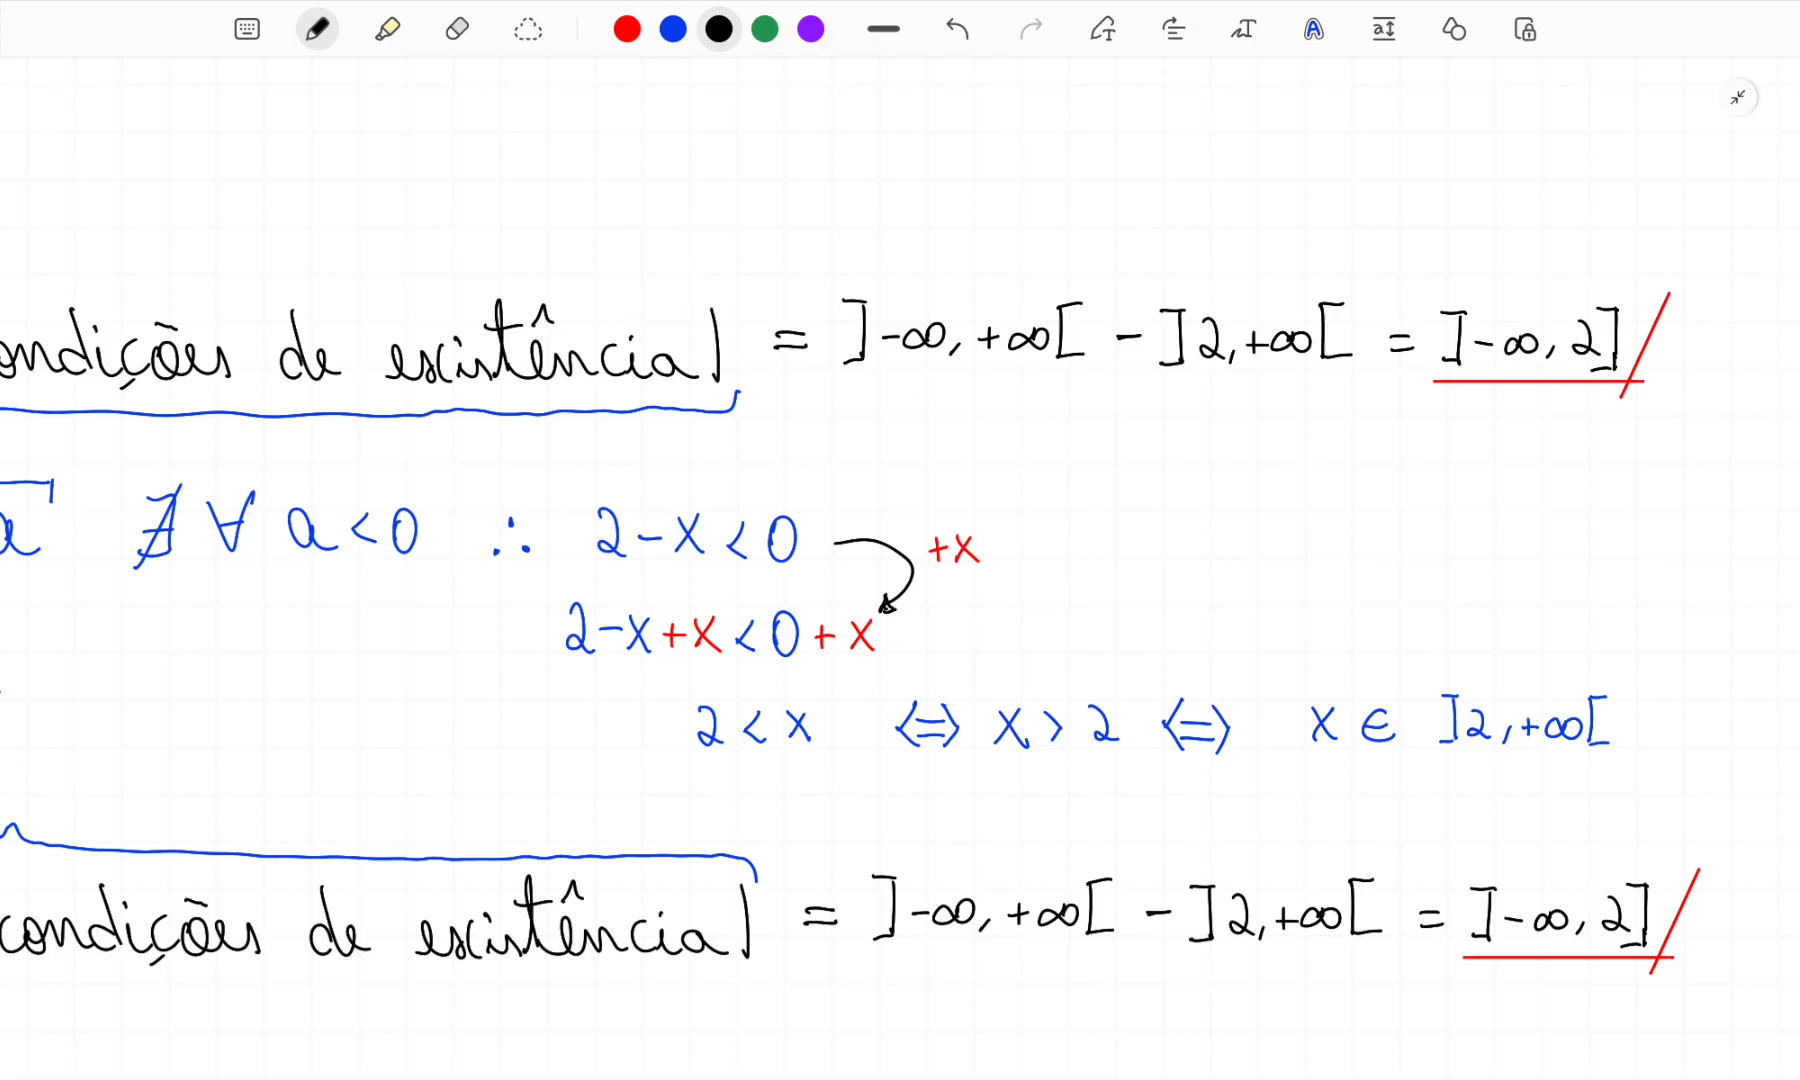 ondições de existência) = ]-∞, +∞[ - ]2, +∞[ = ]-∞, 2]
a ∄ ∀ a < 0 ∴ 2 - x < 0 +x
2 - x + x < 0 + x
2 < x ⇔ x > 2 ⇔ x ∈ ]2, +∞[
condições de existência) = ]-∞, +∞[ - ]2, +∞[ = ]-∞, 2]